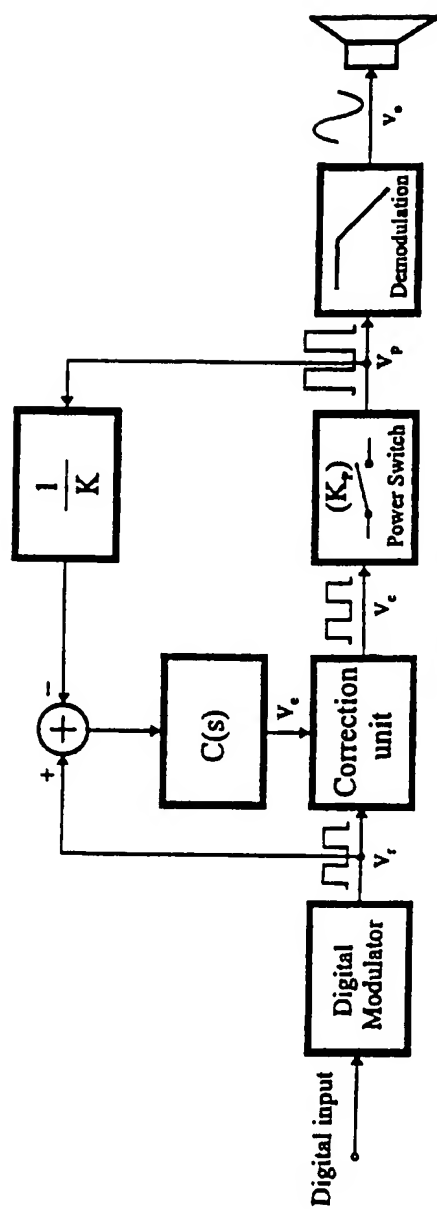 1
K
−
+
C(s)
V_e
Digital input
Digital
Modulator
V_r
Correction
unit
V_c
(K_P)
Power Switch
V_p
Demodulation
V_o